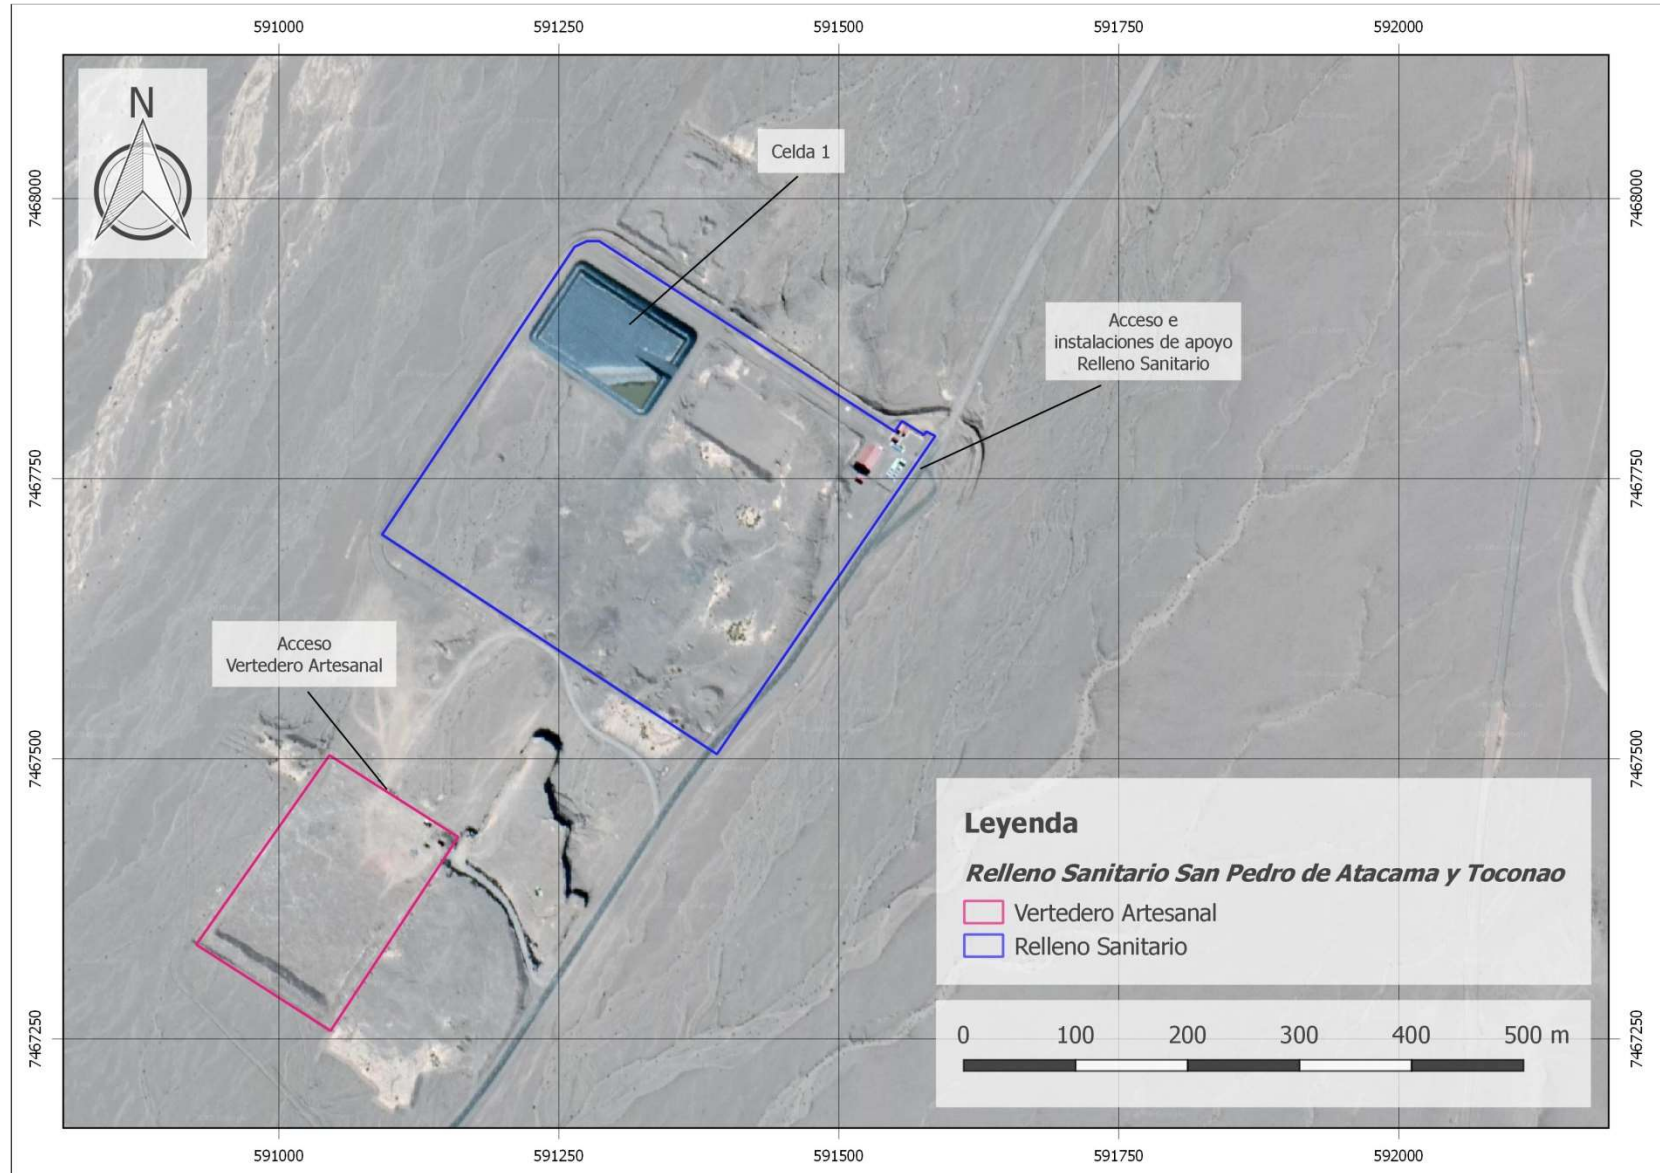 591000
591250
591500
591750
592000
N
Celda 1
7468000
7468000
Acceso e
instalaciones de apoyo
Relleno Sanitario
7467750
7467750
Acceso
Vertedero Artesanal
7467500
7467500
Leyenda
Relleno Sanitario San Pedro de Atacama y Toconao
Vertedero Artesanal
Relleno Sanitario
7467250
7467250
0 100 200 300 400 500 m
591000
591250
591500
591750
592000